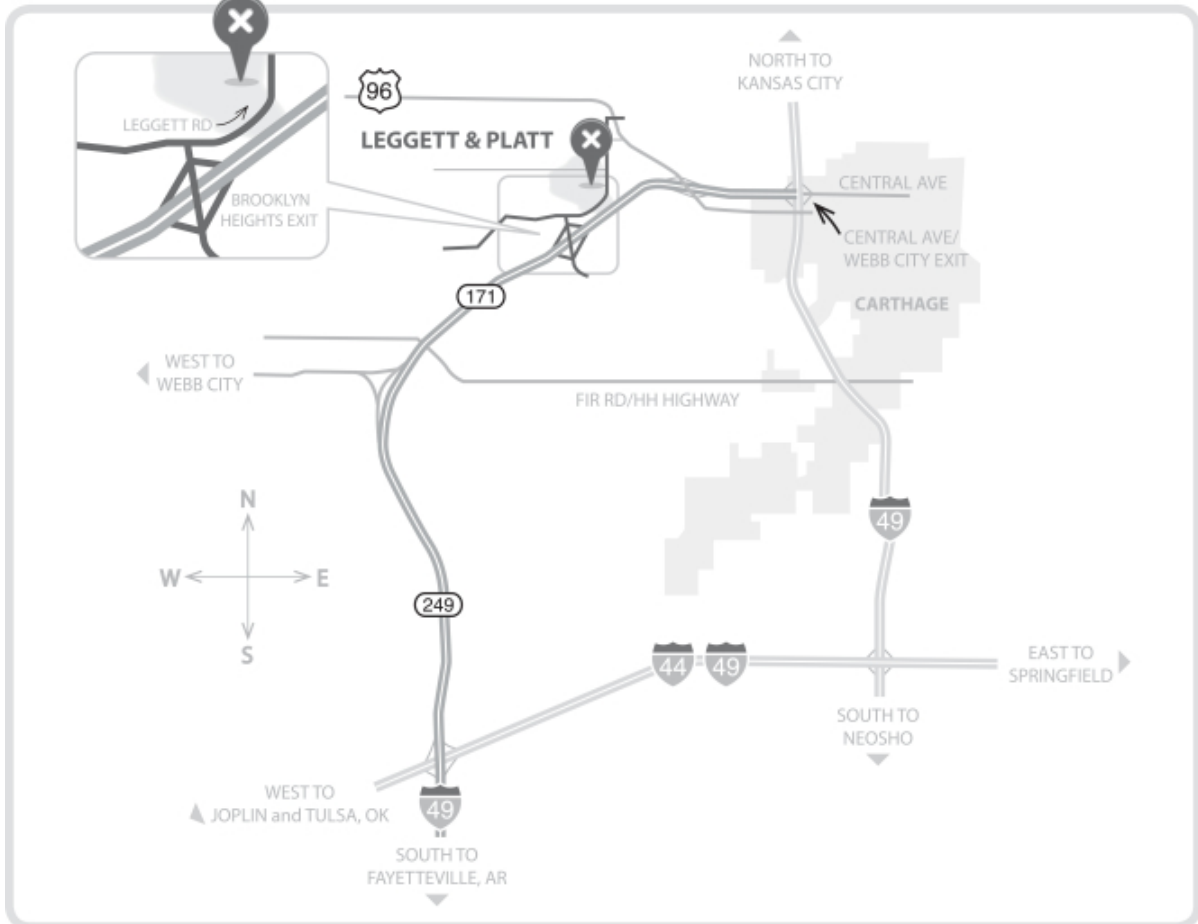 NORTH TO
KANSAS CITY
96
LEGGETT RD
LEGGETT & PLATT
BROOKLYN
HEIGHTS EXIT
CENTRAL AVE
CENTRAL AVE/
WEBB CITY EXIT
171
CARTHAGE
WEST TO
WEBB CITY
FIR RD/HH HIGHWAY
N
W
E
S
49
249
44
49
EAST TO
SPRINGFIELD
SOUTH TO
NEOSHO
WEST TO
JOPLIN and TULSA, OK
49
SOUTH TO
FAYETTEVILLE, AR